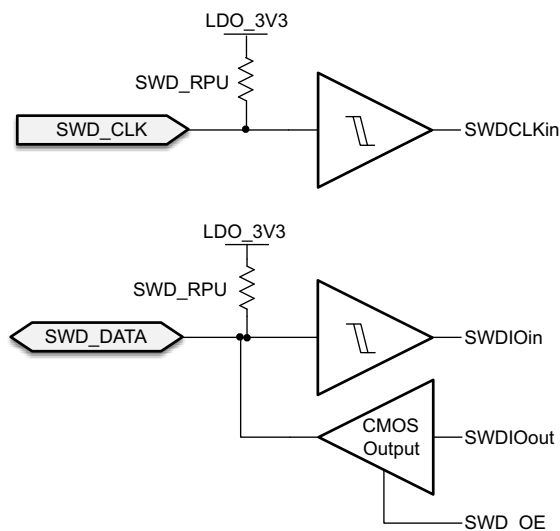 LDO_3V3
SWD_RPU
SWD_CLK
SWDCLKin
LDO_3V3
SWD_RPU
SWD_DATA
SWDIOin
CMOS
Output
SWDIOout
SWD_OE